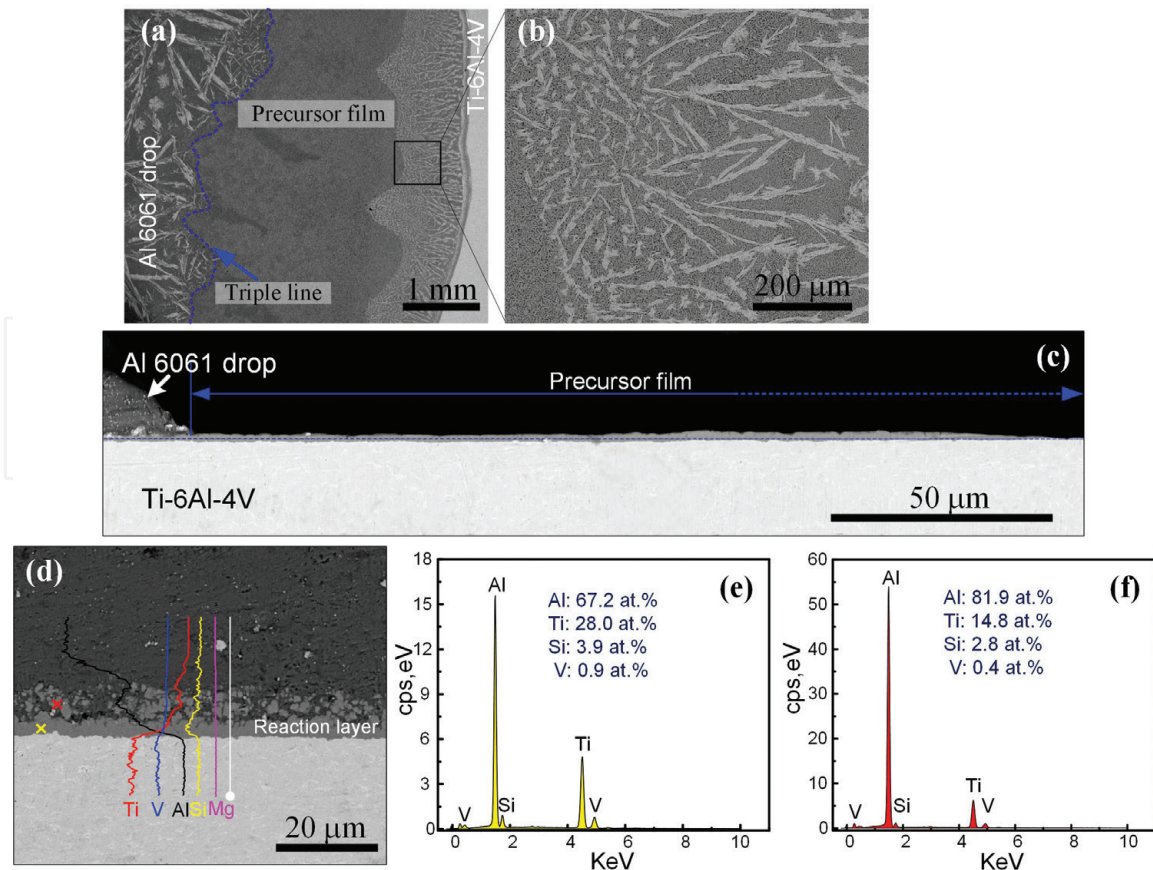 (a)
Al 6061 drop
Precursor film
Ti-6Al-4V
Triple line
1 mm
(b)
200 μm
Al 6061 drop
(c)
Precursor film
Ti-6Al-4V
50 μm
(d)
Reaction layer
Ti V Al Si Mg
20 μm
(e)
18
15
12
9
6
3
0
cps,eV
Al
Al: 67.2 at.%
Ti: 28.0 at.%
Si: 3.9 at.%
V: 0.9 at.%
Ti
V Si V
0 2 4 6 8 10
KeV
(f)
60
50
40
30
20
10
0
cps,eV
Al
Al: 81.9 at.%
Ti: 14.8 at.%
Si: 2.8 at.%
V: 0.4 at.%
Ti
V Si V
0 2 4 6 8 10
KeV